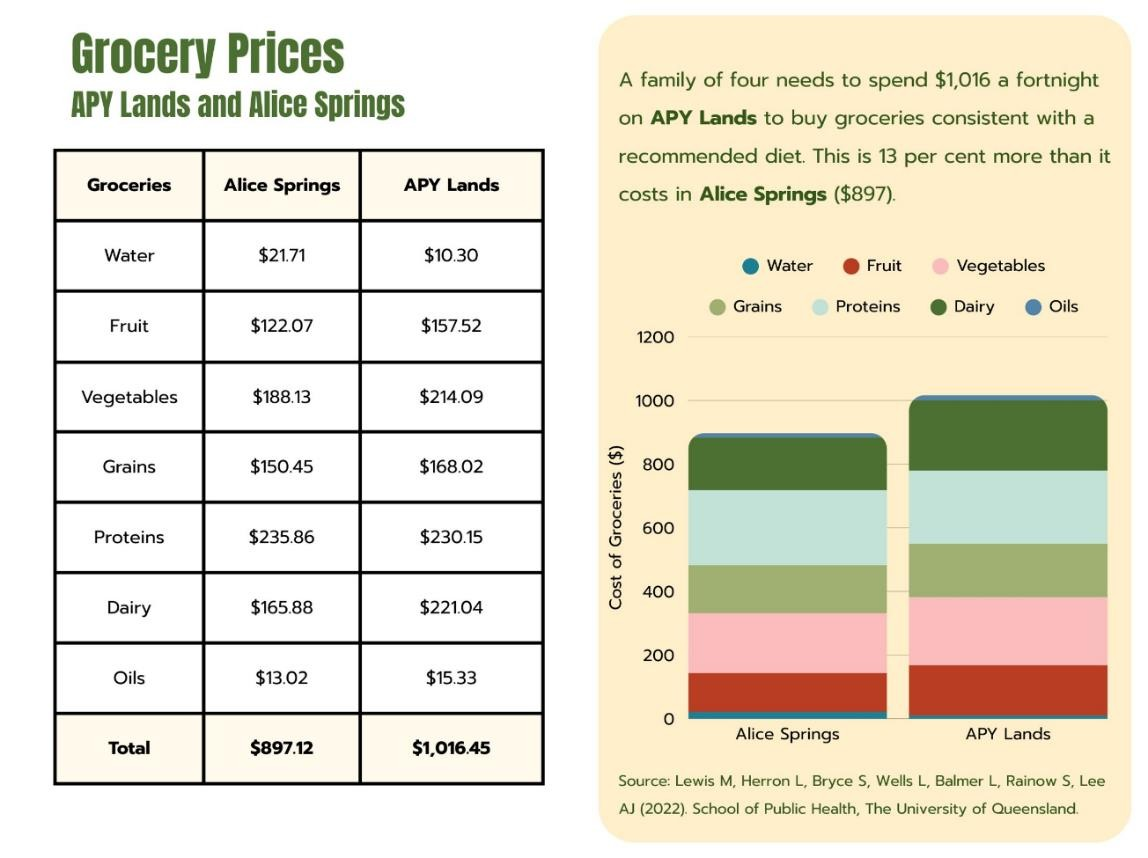 Grocery Prices
APY Lands and Alice Springs
Groceries Alice Springs APY Lands
Water $21.71 $10.30
Fruit $122.07 $157.52
Vegetables $188.13 $214.09
Grains $150.45 $168.02
Proteins $235.86 $230.15
Dairy $165.88 $221.04
Oils $13.02 $15.33
Total $897.12 $1,016.45
A family of four needs to spend $1,016 a fortnight
on APY Lands to buy groceries consistent with a
recommended diet. This is 13 per cent more than it
costs in Alice Springs ($897).
Water Fruit Vegetables
Grains Proteins Dairy Oils
Cost of Groceries ($)
1200
1000
800
600
400
200
0
Alice Springs APY Lands
Source: Lewis M, Herron L, Bryce S, Wells L, Balmer L, Rainow S, Lee
AJ (2022). School of Public Health, The University of Queensland.